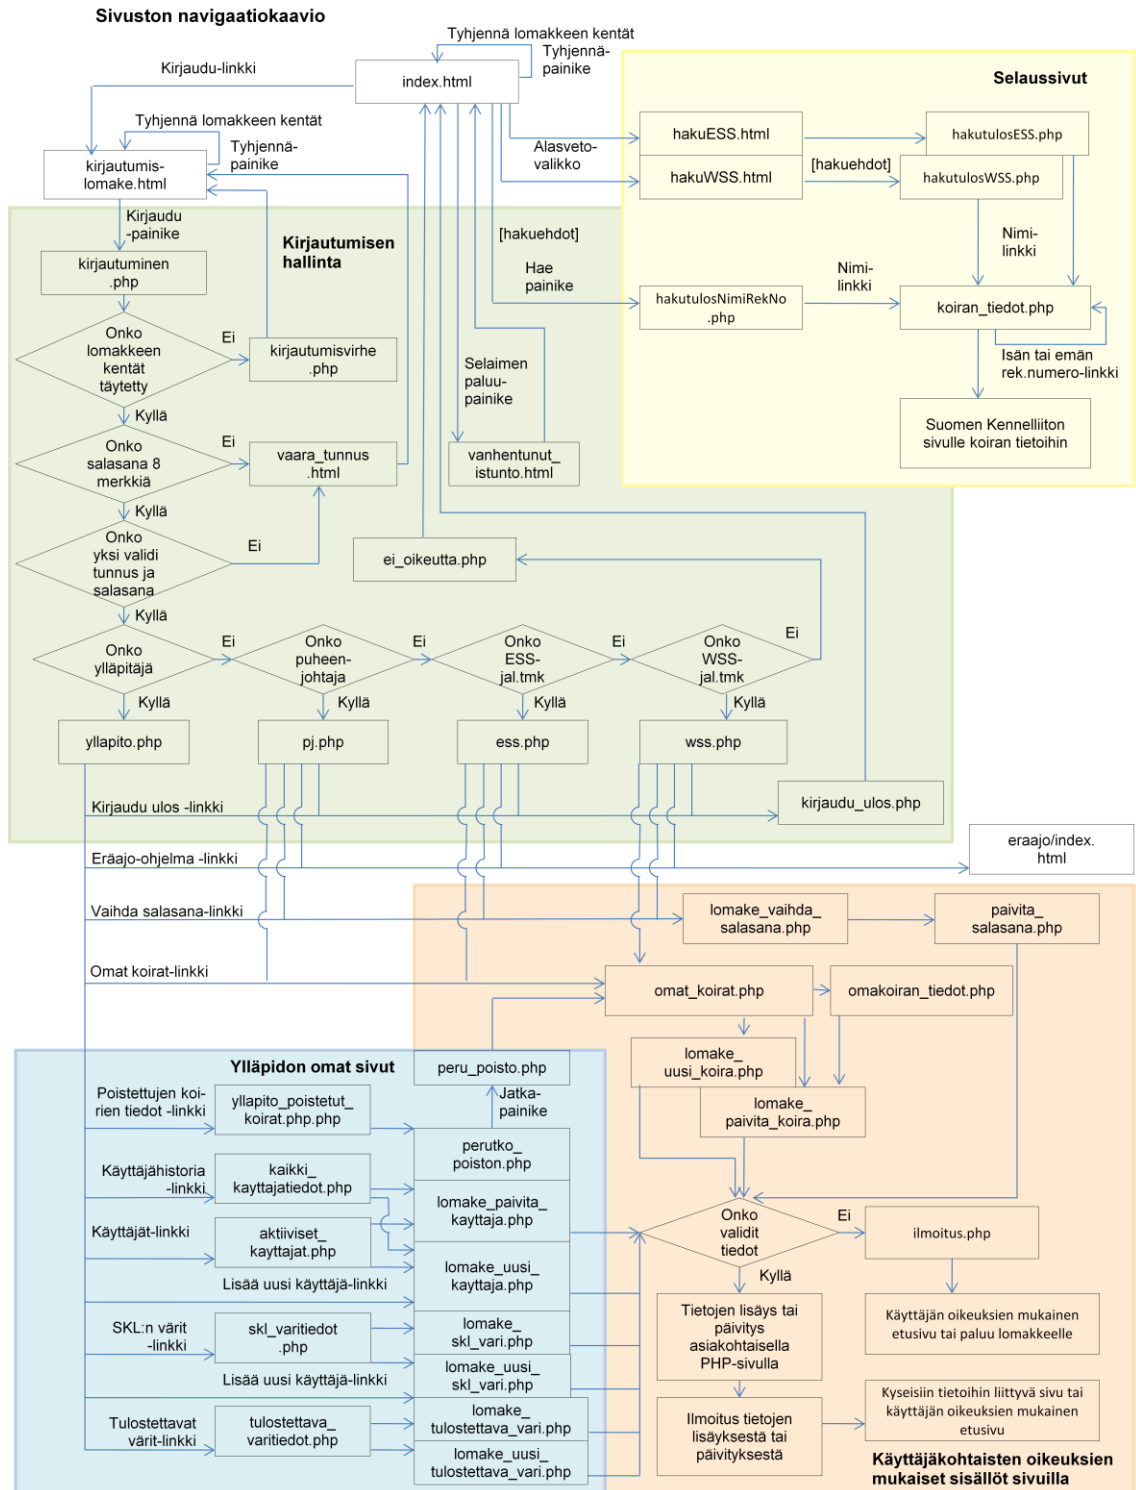 Sivuston navigaatiokaavio
Tyhjennä lomakkeen kentät
Tyhjennä-
painike
Kirjaudu-linkki
index.html
Selaussivut
Tyhjennä lomakkeen kentät
Tyhjennä-
painike
kirjautumis-
lomake.html
Alasveto-
valikko
hakuESS.html
hakutulosESS.php
hakuWSS.html
[hakuehdot]
hakutulosWSS.php
Kirjaudu
-painike
Kirjautumisen
hallinta
[hakuehdot]
Nimi-
linkki
kirjautuminen
.php
Hae
painike
hakutulosNimiRekNo
.php
Nimi-
linkki
koiran_tiedot.php
Onko
lomakkeen
kentät
täytetty
Ei
kirjautumisvirhe
.php
Isän tai emän
rek.numero-linkki
Selaimen
paluu-
painike
Kyllä
Suomen Kennelliiton
sivulle koiran tietoihin
Onko
salasana 8
merkkiä
Ei
vaara_tunnus
.html
vanhentunut_
istunto.html
Kyllä
Onko
yksi validi
tunnus ja
salasana
Ei
ei_oikeutta.php
Kyllä
Onko
ylläpitäjä
Ei
Onko
puheen-
johtaja
Ei
Onko
ESS-
jal.tmk
Ei
Onko
WSS-
jal.tmk
Ei
Kyllä
Kyllä
Kyllä
Kyllä
yllapito.php
pj.php
ess.php
wss.php
Kirjaudu ulos -linkki
kirjaudu_ulos.php
Eräajo-ohjelma -linkki
eraajo/index.
html
Vaihda salasana-linkki
lomake_vaihda_
salasana.php
paivita_
salasana.php
Omat koirat-linkki
omat_koirat.php
omakoiran_tiedot.php
Ylläpidon omat sivut
peru_poisto.php
lomake_
uusi_koira.php
Jatka-
painike
lomake_
paivita_koira.php
Poistettujen koi-
rien tiedot -linkki
yllapito_poistetut_
koirat.php.php
perutko_
poiston.php
Käyttäjähistoria
-linkki
kaikki_
kayttajatiedot.php
lomake_paivita_
kayttaja.php
Käyttäjät-linkki
aktiiviset_
kayttajat.php
Onko
validit
tiedot
Ei
ilmoitus.php
lomake_uusi_
kayttaja.php
Lisää uusi käyttäjä-linkki
Kyllä
SKL:n värit
-linkki
skl_varitiedot
.php
lomake_
skl_vari.php
Tietojen lisäys tai
päivitys
asiakohtaisella
PHP-sivulla
Käyttäjän oikeuksien mukainen
etusivu tai paluu lomakkeelle
Lisää uusi käyttäjä-linkki
lomake_uusi_
skl_vari.php
Tulostettavat
värit-linkki
tulostettava_
varitiedot.php
lomake_
tulostettava_vari.php
lomake_uusi_
tulostettava_vari.php
Ilmoitus tietojen
lisäyksestä tai
päivityksestä
Kyseisiin tietoihin liittyvä sivu tai
käyttäjän oikeuksien mukainen
etusivu
Käyttäjäkohtaisten oikeuksien
mukaiset sisällöt sivuilla